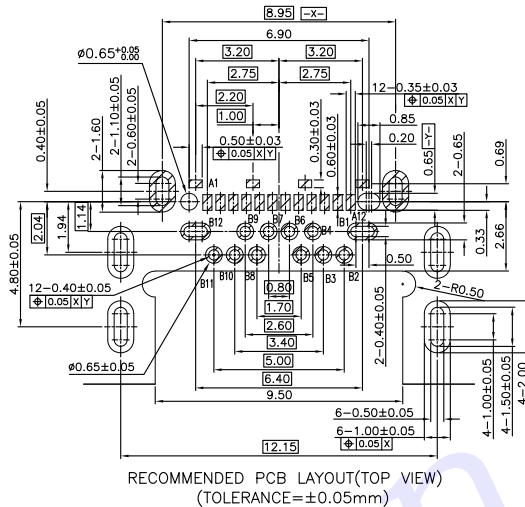 8.95 -X-
6.90
3.20 3.20
ø0.65+0.05 0.00
2.75 2.75
12-0.35±0.03
⌖ 0.05 X Y
2.20
1.00
0.85
0.50±0.03
⌖ 0.05 X Y
0.30±0.03
0.60±0.03
0.20
0.65 -Y-
2-0.65
0.69
0.40±0.05
2-1.60
2-1.10±0.05
2-0.60±0.05
A1 A12
B12 B9 B7 B6 B4 B1
2.04
1.94
1.14
4.80±0.05
0.33
2.66
12-0.40±0.05
⌖ 0.05 X Y
B11 B10 B8 B5 B3 B2
0.50
0.80
2-R0.50
1.70
2-0.40±0.05
2.60
ø0.65±0.05
3.40
5.00
6.40
9.50
6-0.50±0.05
6-1.00±0.05
⌖ 0.05 X
4-1.00±0.05
4-1.50±0.05
4-2.00
12.15
RECOMMENDED PCB LAYOUT(TOP VIEW)
(TOLERANCE=±0.05mm)